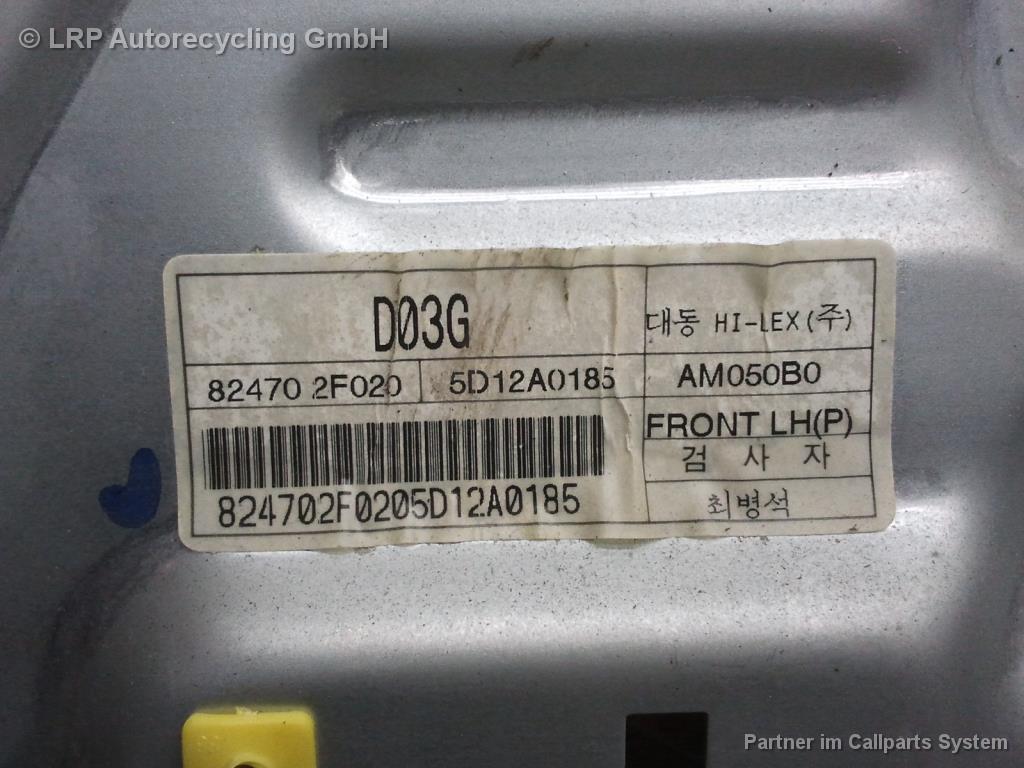 © LRP Autorecycling GmbH
D03G
대동 HI-LEX(주)
82470 2F020 5D12A0185 AM050B0
FRONT LH(P)
검 사 자
824702F0205D12A0185
최병석
Partner im Callparts System